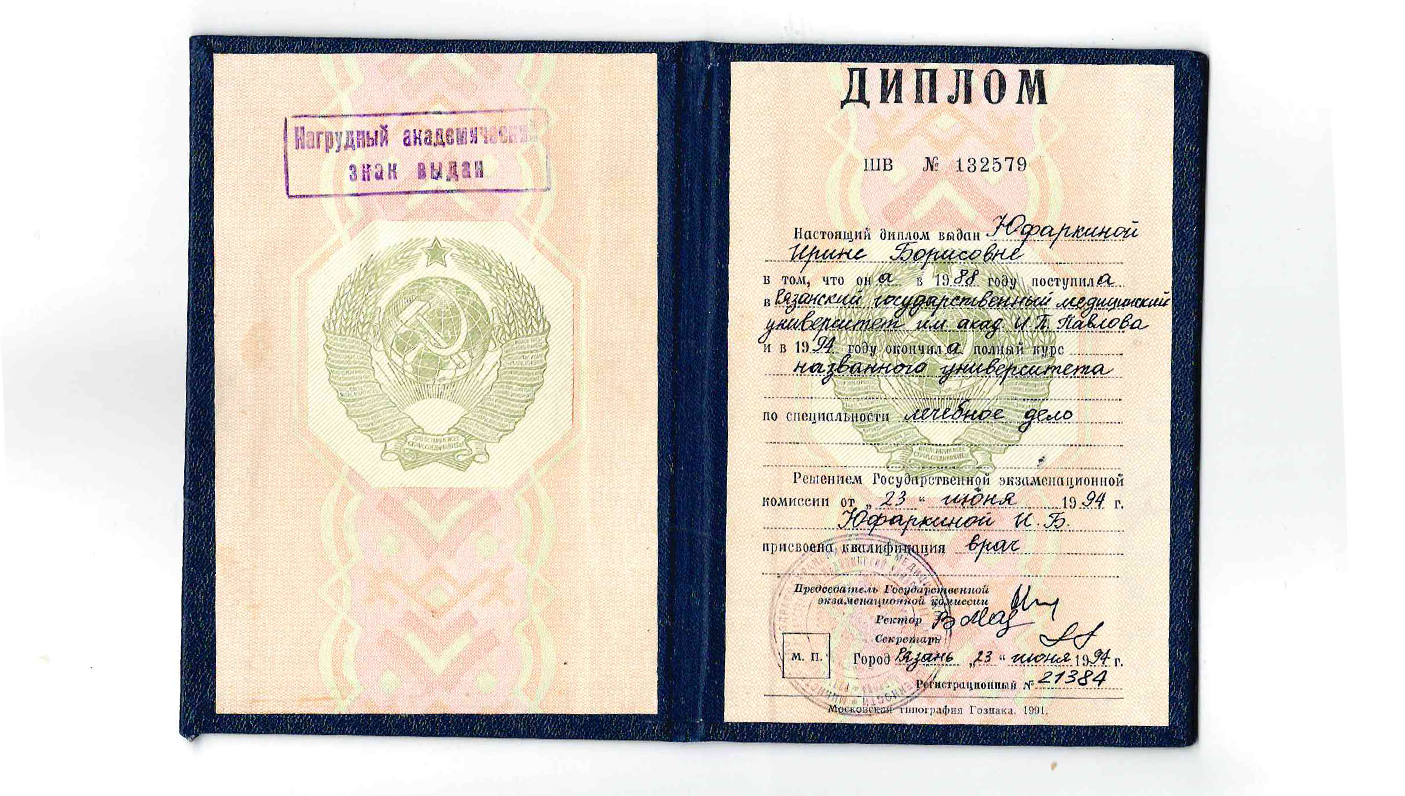 Нагрудный академический
знак выдан
ДИПЛОМ
ШВ № 132579
Настоящий диплом выдан Юфаркиной
Ирине Борисовне
в том, что она в 1988 году поступила
в Рязанский государственный медицинский
университет им акад И П Павлова
и в 1994 году окончила полный курс
названного университета
по специальности лечебное дело
Решением Государственной экзаменационной
комиссии от „23“ июня 1994 г.
Юфаркиной И. Б.
присвоена квалификация врач
Председатель Государственной
экзаменационной комиссии
Ректор
Секретарь
М. П. Город Рязань „23“ июня 1994 г.
Регистрационный № 21384
Московская типография Гознака. 1991.